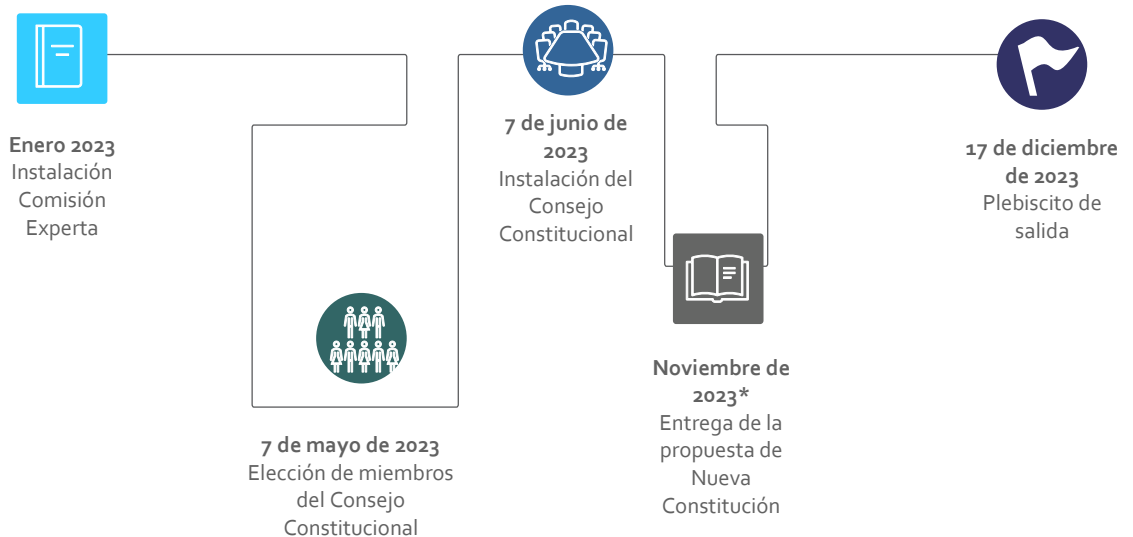 Enero 2023
Instalación
Comisión
Experta
7 de mayo de 2023
Elección de miembros
del Consejo
Constitucional
7 de junio de
2023
Instalación del
Consejo
Constitucional
Noviembre de
2023*
Entrega de la
propuesta de
Nueva
Constitución
17 de diciembre
de 2023
Plebiscito de
salida